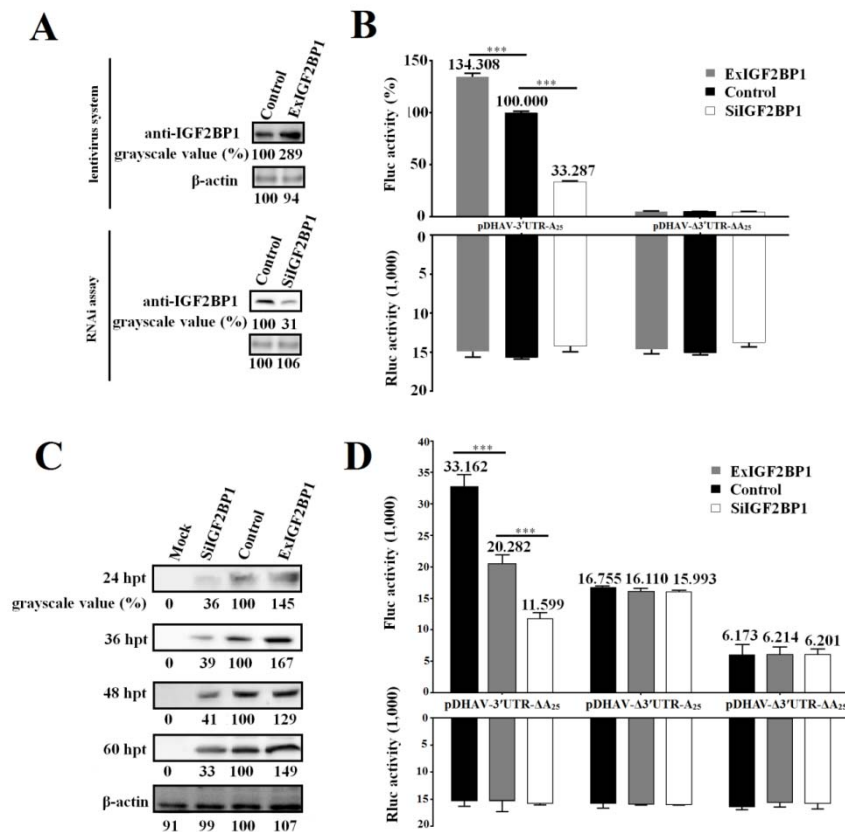 A
lentivirus system
Control
ExIGF2BP1
anti-IGF2BP1
grayscale value (%) 100 289
β-actin
100 94
RNAi assay
Control
SiIGF2BP1
anti-IGF2BP1
grayscale value (%) 100 31
100 106
B
Fluc activity (%)
150
100
50
0
134.308
***
100.000
***
33.287
ExIGF2BP1
Control
SiIGF2BP1
pDHAV-3'UTR-A25
pDHAV-Δ3'UTR-ΔA25
Rluc activity (1,000)
0
5
10
15
20
C
Mock
SiIGF2BP1
Control
ExIGF2BP1
24 hpt
grayscale value (%) 0 36 100 145
36 hpt
0 39 100 167
48 hpt
0 41 100 129
60 hpt
0 33 100 149
β-actin
91 99 100 107
D
Fluc activity (1,000)
40
35
30
25
20
15
10
5
0
***
33.162
***
20.282
11.599
16.755 16.110 15.993
6.173 6.214 6.201
ExIGF2BP1
Control
SiIGF2BP1
pDHAV-3'UTR-ΔA25
pDHAV-Δ3'UTR-A25
pDHAV-Δ3'UTR-ΔA25
Rluc activity (1,000)
0
5
10
15
20